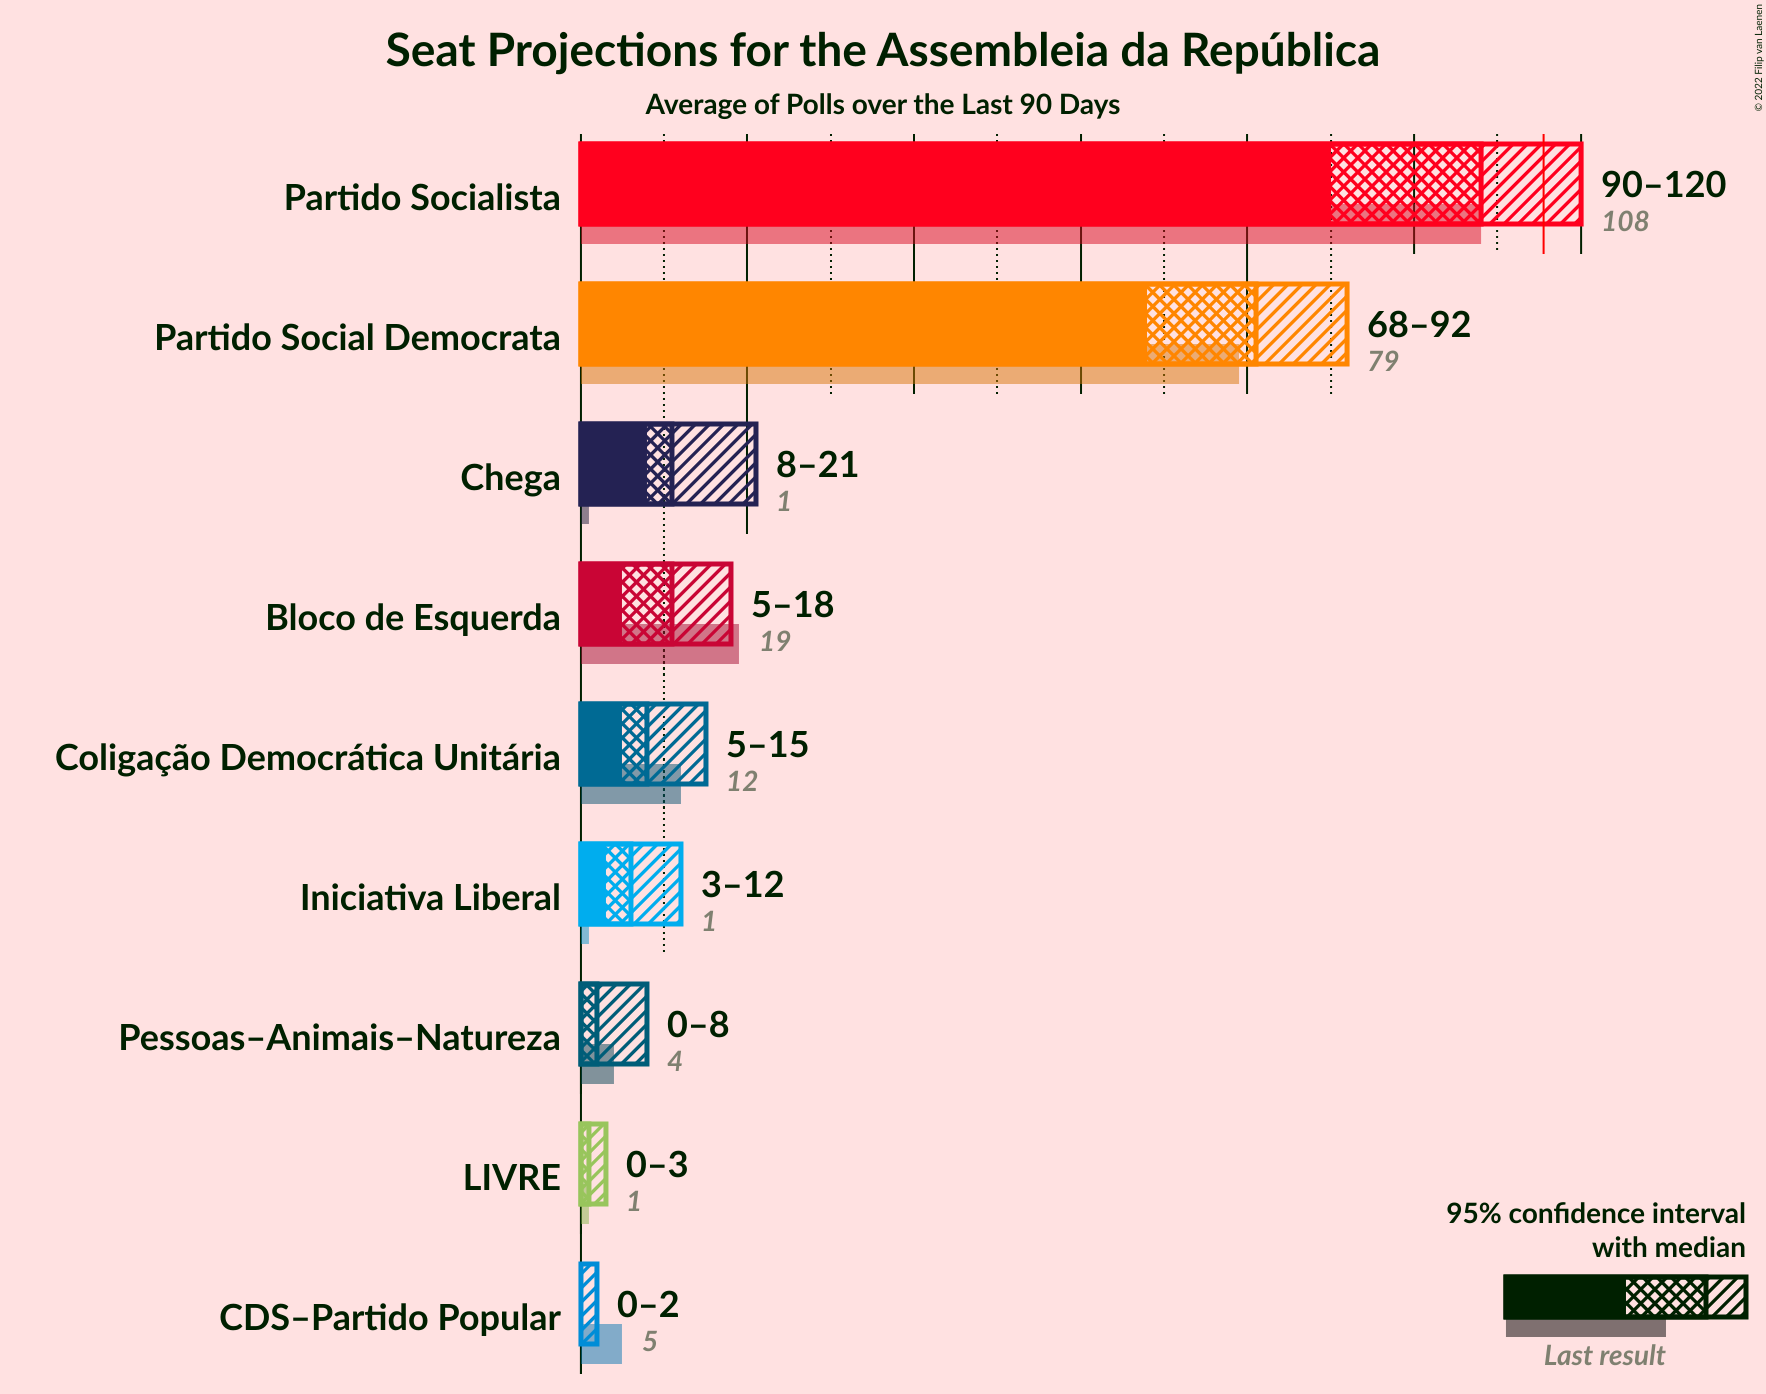 Seat Projections for the Assembleia da República
Average of Polls over the Last 90 Days
© 2022 Filip van Laenen
Partido Socialista
90–120
108
Partido Social Democrata
68–92
79
Chega
8–21
1
Bloco de Esquerda
5–18
19
Coligação Democrática Unitária
5–15
12
Iniciativa Liberal
3–12
1
Pessoas–Animais–Natureza
0–8
4
LIVRE
0–3
1
CDS–Partido Popular
0–2
5
95% confidence interval
with median
Last result